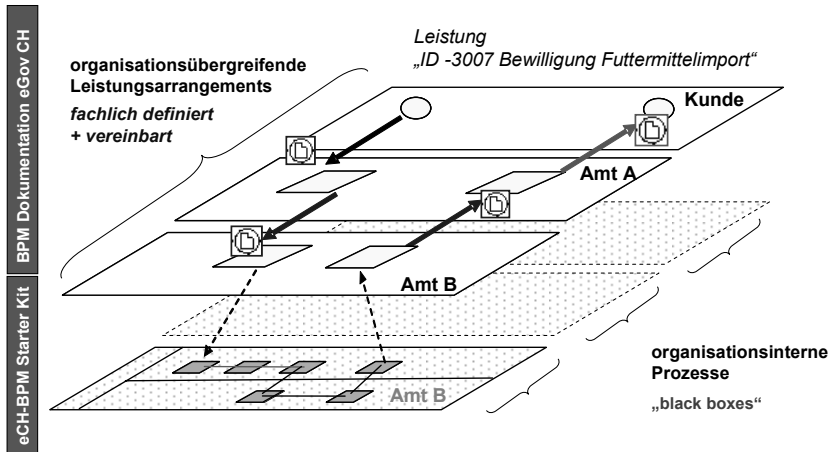 BPM Dokumentation eGov CH
eCH-BPM Starter Kit
organisationsübergreifende
Leistungsarrangements
fachlich definiert
+ vereinbart
Leistung
„ID -3007 Bewilligung Futtermittelimport“
Kunde
Amt A
Amt B
Amt B
organisationsinterne
Prozesse
„black boxes“